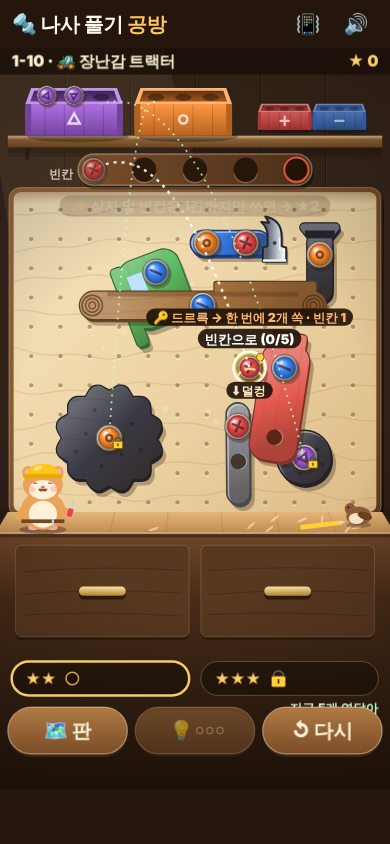 나사 풀기 공방
1-10 · 장난감 트랙터
★ 0
빈칸
드르륵 → 한 번에 2개 쏙 · 빈칸 1
빈칸으로 (0/5)
⬇덜컹
★★ ○
★★★
판
○○○
다시